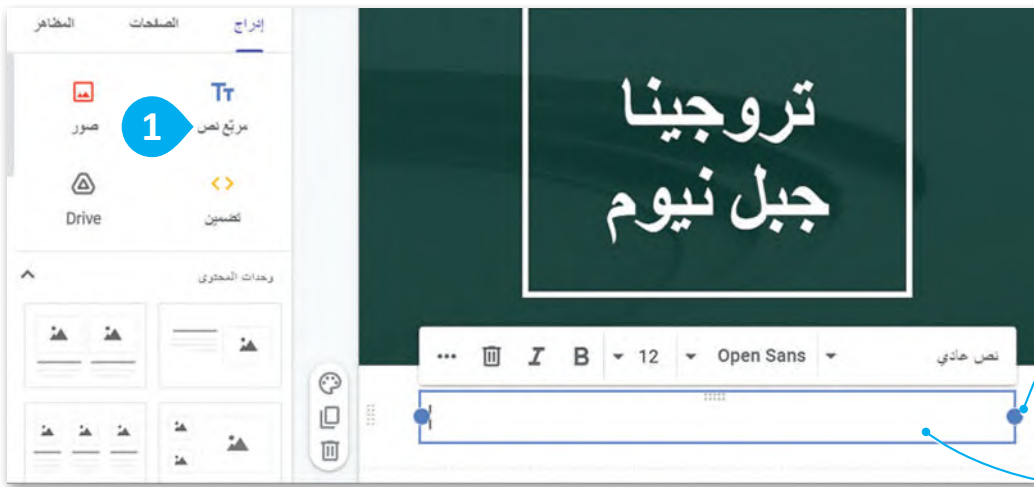 إدراج
الصفحات
المظاهر
Tт
مربّع نص
1
صور
تضمين
Drive
وحدات المحتوى
تروجينا
جبل نيوم
نص عادي
Open Sans
12
B
I